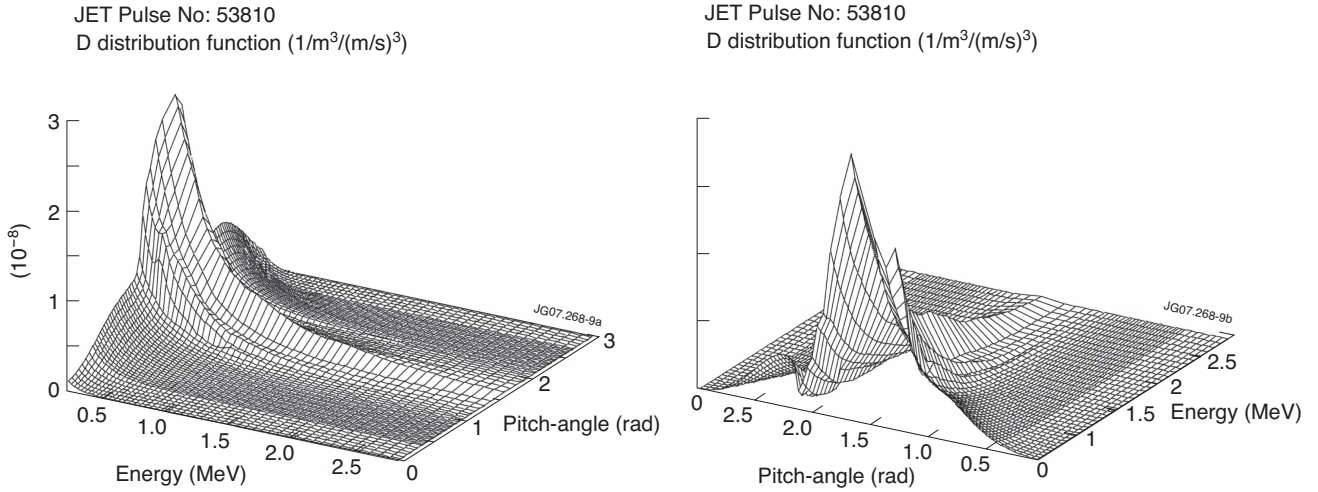 JET Pulse No: 53810
D distribution function (1/m³/(m/s)³)
3
2
1
0
(10⁻⁸)
0.5
1.0
1.5
2.0
2.5
Energy (MeV)
0
1
2
3
Pitch-angle (rad)
JG07.268-9a
JET Pulse No: 53810
D distribution function (1/m³/(m/s)³)
0
2.5
2.0
1.5
1.0
0.5
0
Pitch-angle (rad)
1
1.5
2
2.5
Energy (MeV)
JG07.268-9b